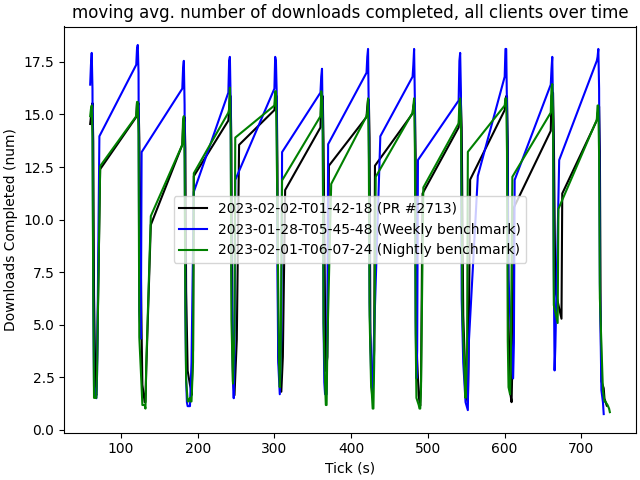 moving avg. number of downloads completed, all clients over time
Downloads Completed (num)
17.5
15.0
12.5
10.0
7.5
5.0
2.5
0.0
2023-02-02-T01-42-18 (PR #2713)
2023-01-28-T05-45-48 (Weekly benchmark)
2023-02-01-T06-07-24 (Nightly benchmark)
100 200 300 400 500 600 700
Tick (s)